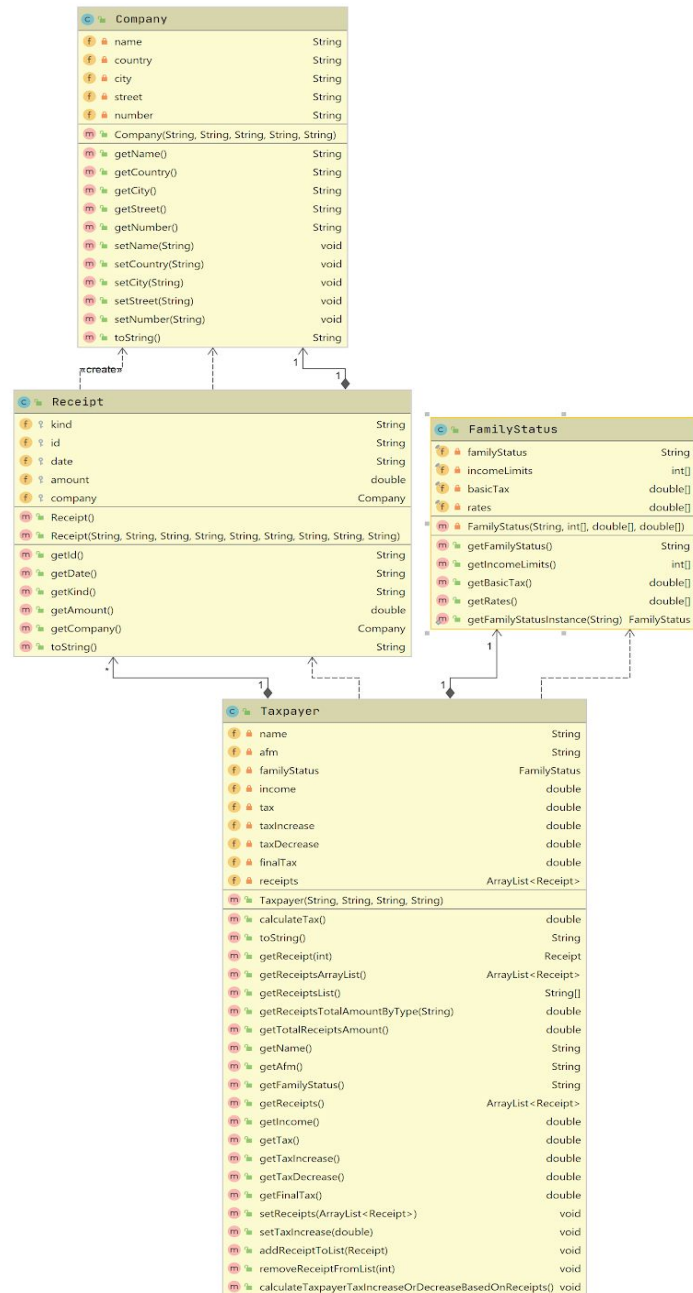 Company
name String
country String
city String
street String
number String
Company(String, String, String, String, String)
getName() String
getCountry() String
getCity() String
getStreet() String
getNumber() String
setName(String) void
setCountry(String) void
setCity(String) void
setStreet(String) void
setNumber(String) void
toString() String
«create»
1
1
Receipt
kind String
id String
date String
amount double
company Company
Receipt()
Receipt(String, String, String, String, String, String, String, String, String)
getId() String
getDate() String
getKind() String
getAmount() double
getCompany() Company
toString() String
FamilyStatus
familyStatus String
incomeLimits int[]
basicTax double[]
rates double[]
FamilyStatus(String, int[], double[], double[])
getFamilyStatus() String
getIncomeLimits() int[]
getBasicTax() double[]
getRates() double[]
getFamilyStatusInstance(String) FamilyStatus
*
1
1
1
Taxpayer
name String
afm String
familyStatus FamilyStatus
income double
tax double
taxIncrease double
taxDecrease double
finalTax double
receipts ArrayList<Receipt>
Taxpayer(String, String, String, String)
calculateTax() double
toString() String
getReceipt(int) Receipt
getReceiptsArrayList() ArrayList<Receipt>
getReceiptsList() String[]
getReceiptsTotalAmountByType(String) double
getTotalReceiptsAmount() double
getName() String
getAfm() String
getFamilyStatus() String
getReceipts() ArrayList<Receipt>
getIncome() double
getTax() double
getTaxIncrease() double
getTaxDecrease() double
getFinalTax() double
setReceipts(ArrayList<Receipt>) void
setTaxIncrease(double) void
addReceiptToList(Receipt) void
removeReceiptFromList(int) void
calculateTaxpayerTaxIncreaseOrDecreaseBasedOnReceipts() void